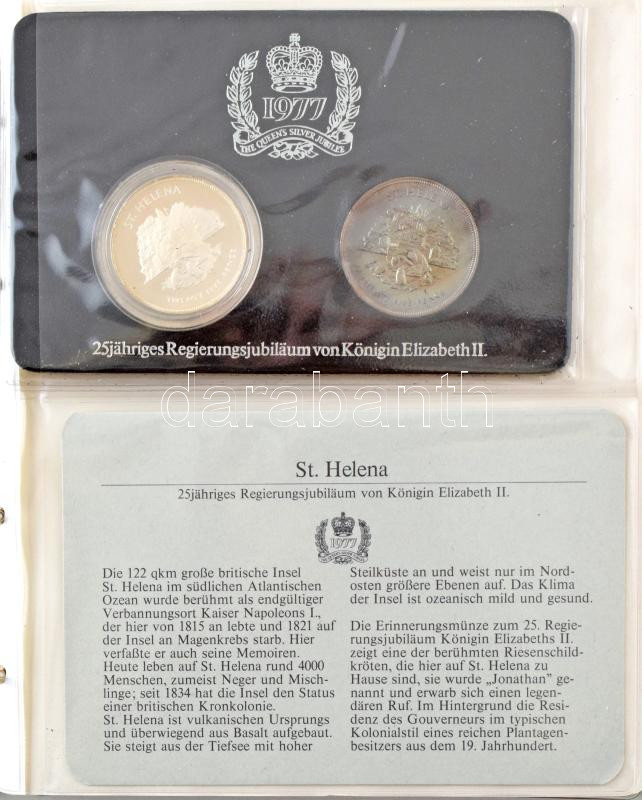 1977
THE QUEEN'S SILVER JUBILEE
ST. HELENA
TWENTY FIVE PENCE
ST. HELENA
25jähriges Regierungsjubiläum von Königin Elizabeth II.
darabanth
St. Helena
25jähriges Regierungsjubiläum von Königin Elizabeth II.
1977
Die 122 qkm große britische Insel
St. Helena im südlichen Atlantischen
Ozean wurde berühmt als endgültiger
Verbannungsort Kaiser Napoleons I.,
der hier von 1815 an lebte und 1821 auf
der Insel an Magenkrebs starb. Hier
verfaßte er auch seine Memoiren.
Heute leben auf St. Helena rund 4000
Menschen, zumeist Neger und Misch-
linge; seit 1834 hat die Insel den Status
einer britischen Kronkolonie.
St. Helena ist vulkanischen Ursprungs
und überwiegend aus Basalt aufgebaut.
Sie steigt aus der Tiefsee mit hoher
Steilküste an und weist nur im Nord-
osten größere Ebenen auf. Das Klima
der Insel ist ozeanisch mild und gesund.
Die Erinnerungsmünze zum 25. Regie-
rungsjubiläum Königin Elizabeths II.
zeigt eine der berühmten Riesenschild-
kröten, die hier auf St. Helena zu
Hause sind, sie wurde „Jonathan" ge-
nannt und erwarb sich einen legen-
dären Ruf. Im Hintergrund die Resi-
denz des Gouverneurs im typischen
Kolonialstil eines reichen Plantagen-
besitzers aus dem 19. Jahrhundert.